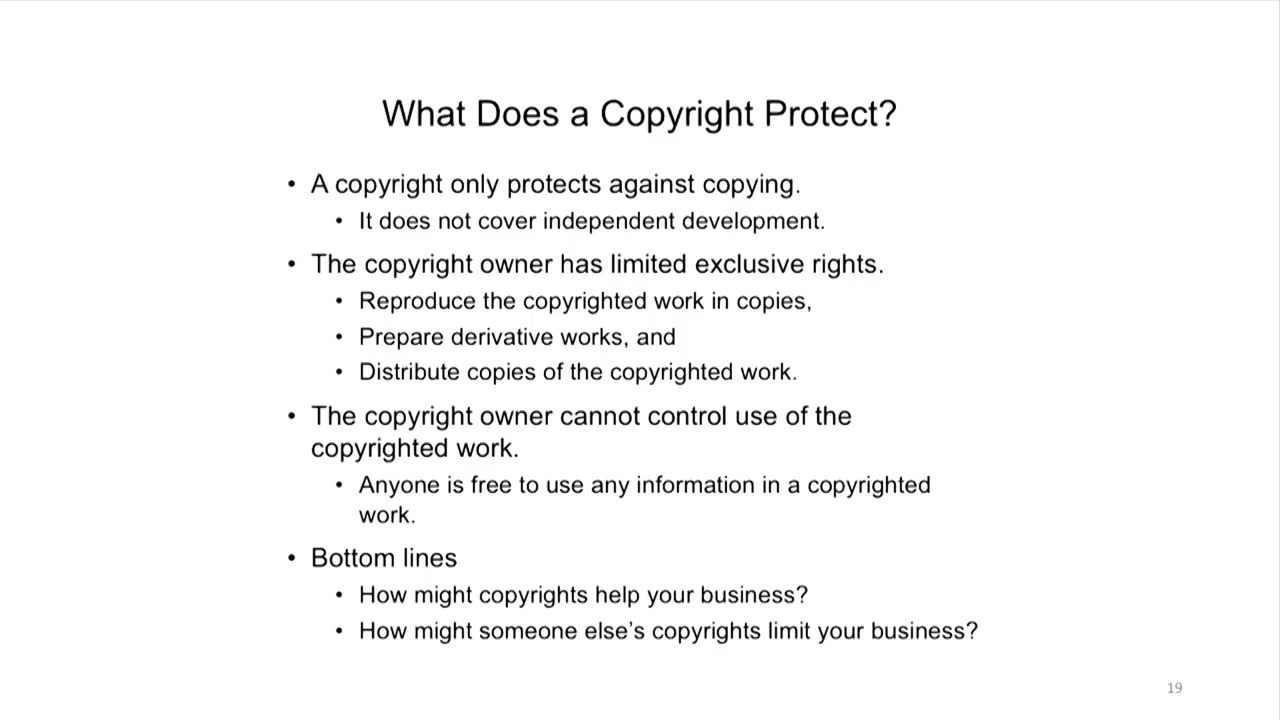 What Does a Copyright Protect?
• A copyright only protects against copying.
• It does not cover independent development.
• The copyright owner has limited exclusive rights.
• Reproduce the copyrighted work in copies,
• Prepare derivative works, and
• Distribute copies of the copyrighted work.
• The copyright owner cannot control use of the
copyrighted work.
• Anyone is free to use any information in a copyrighted
work.
• Bottom lines
• How might copyrights help your business?
• How might someone else’s copyrights limit your business?
19